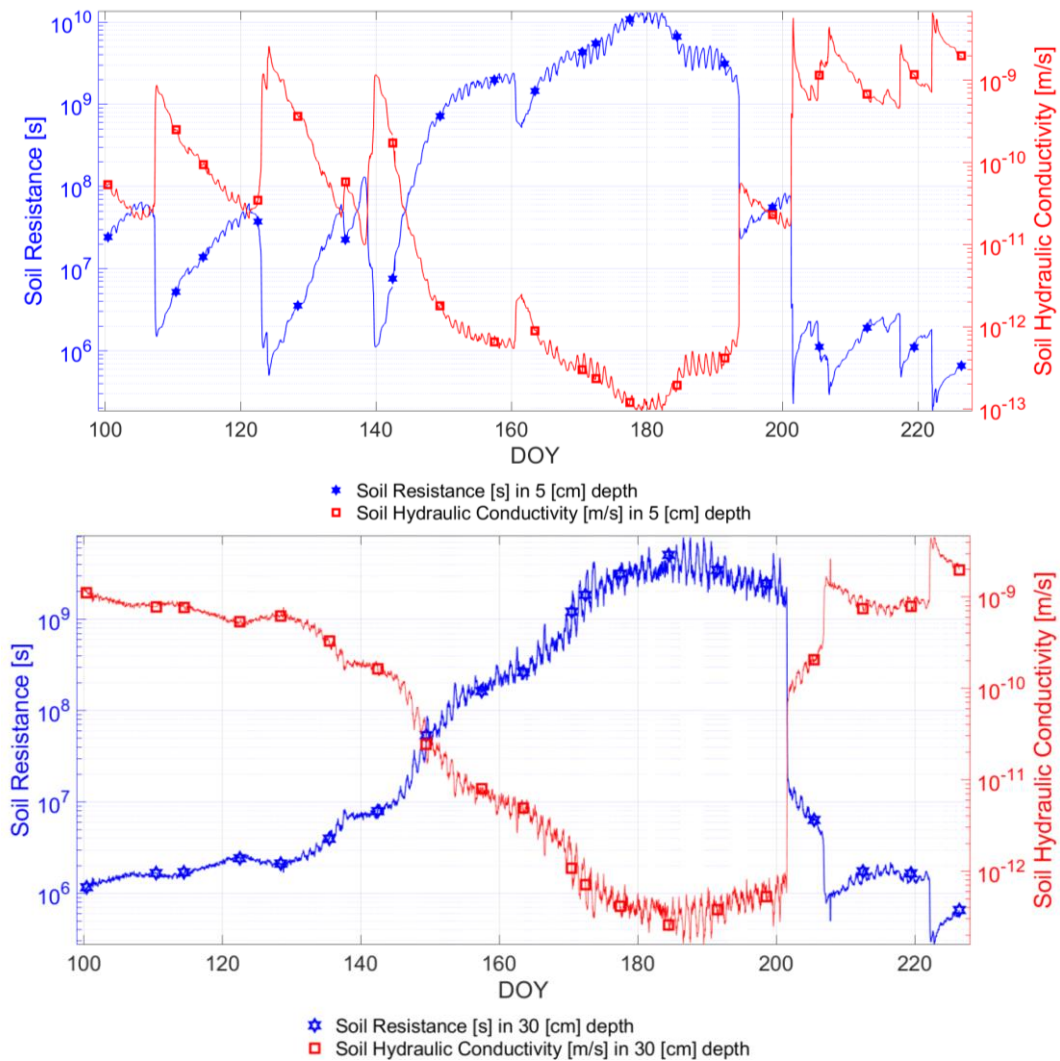 10^10
10^9
10^8
10^7
10^6
Soil Resistance [s]
10^-9
10^-10
10^-11
10^-12
10^-13
Soil Hydraulic Conductivity [m/s]
100 120 140 160 180 200 220
DOY
Soil Resistance [s] in 5 [cm] depth
Soil Hydraulic Conductivity [m/s] in 5 [cm] depth
10^9
10^8
10^7
10^6
Soil Resistance [s]
10^-9
10^-10
10^-11
10^-12
Soil Hydraulic Conductivity [m/s]
100 120 140 160 180 200 220
DOY
Soil Resistance [s] in 30 [cm] depth
Soil Hydraulic Conductivity [m/s] in 30 [cm] depth